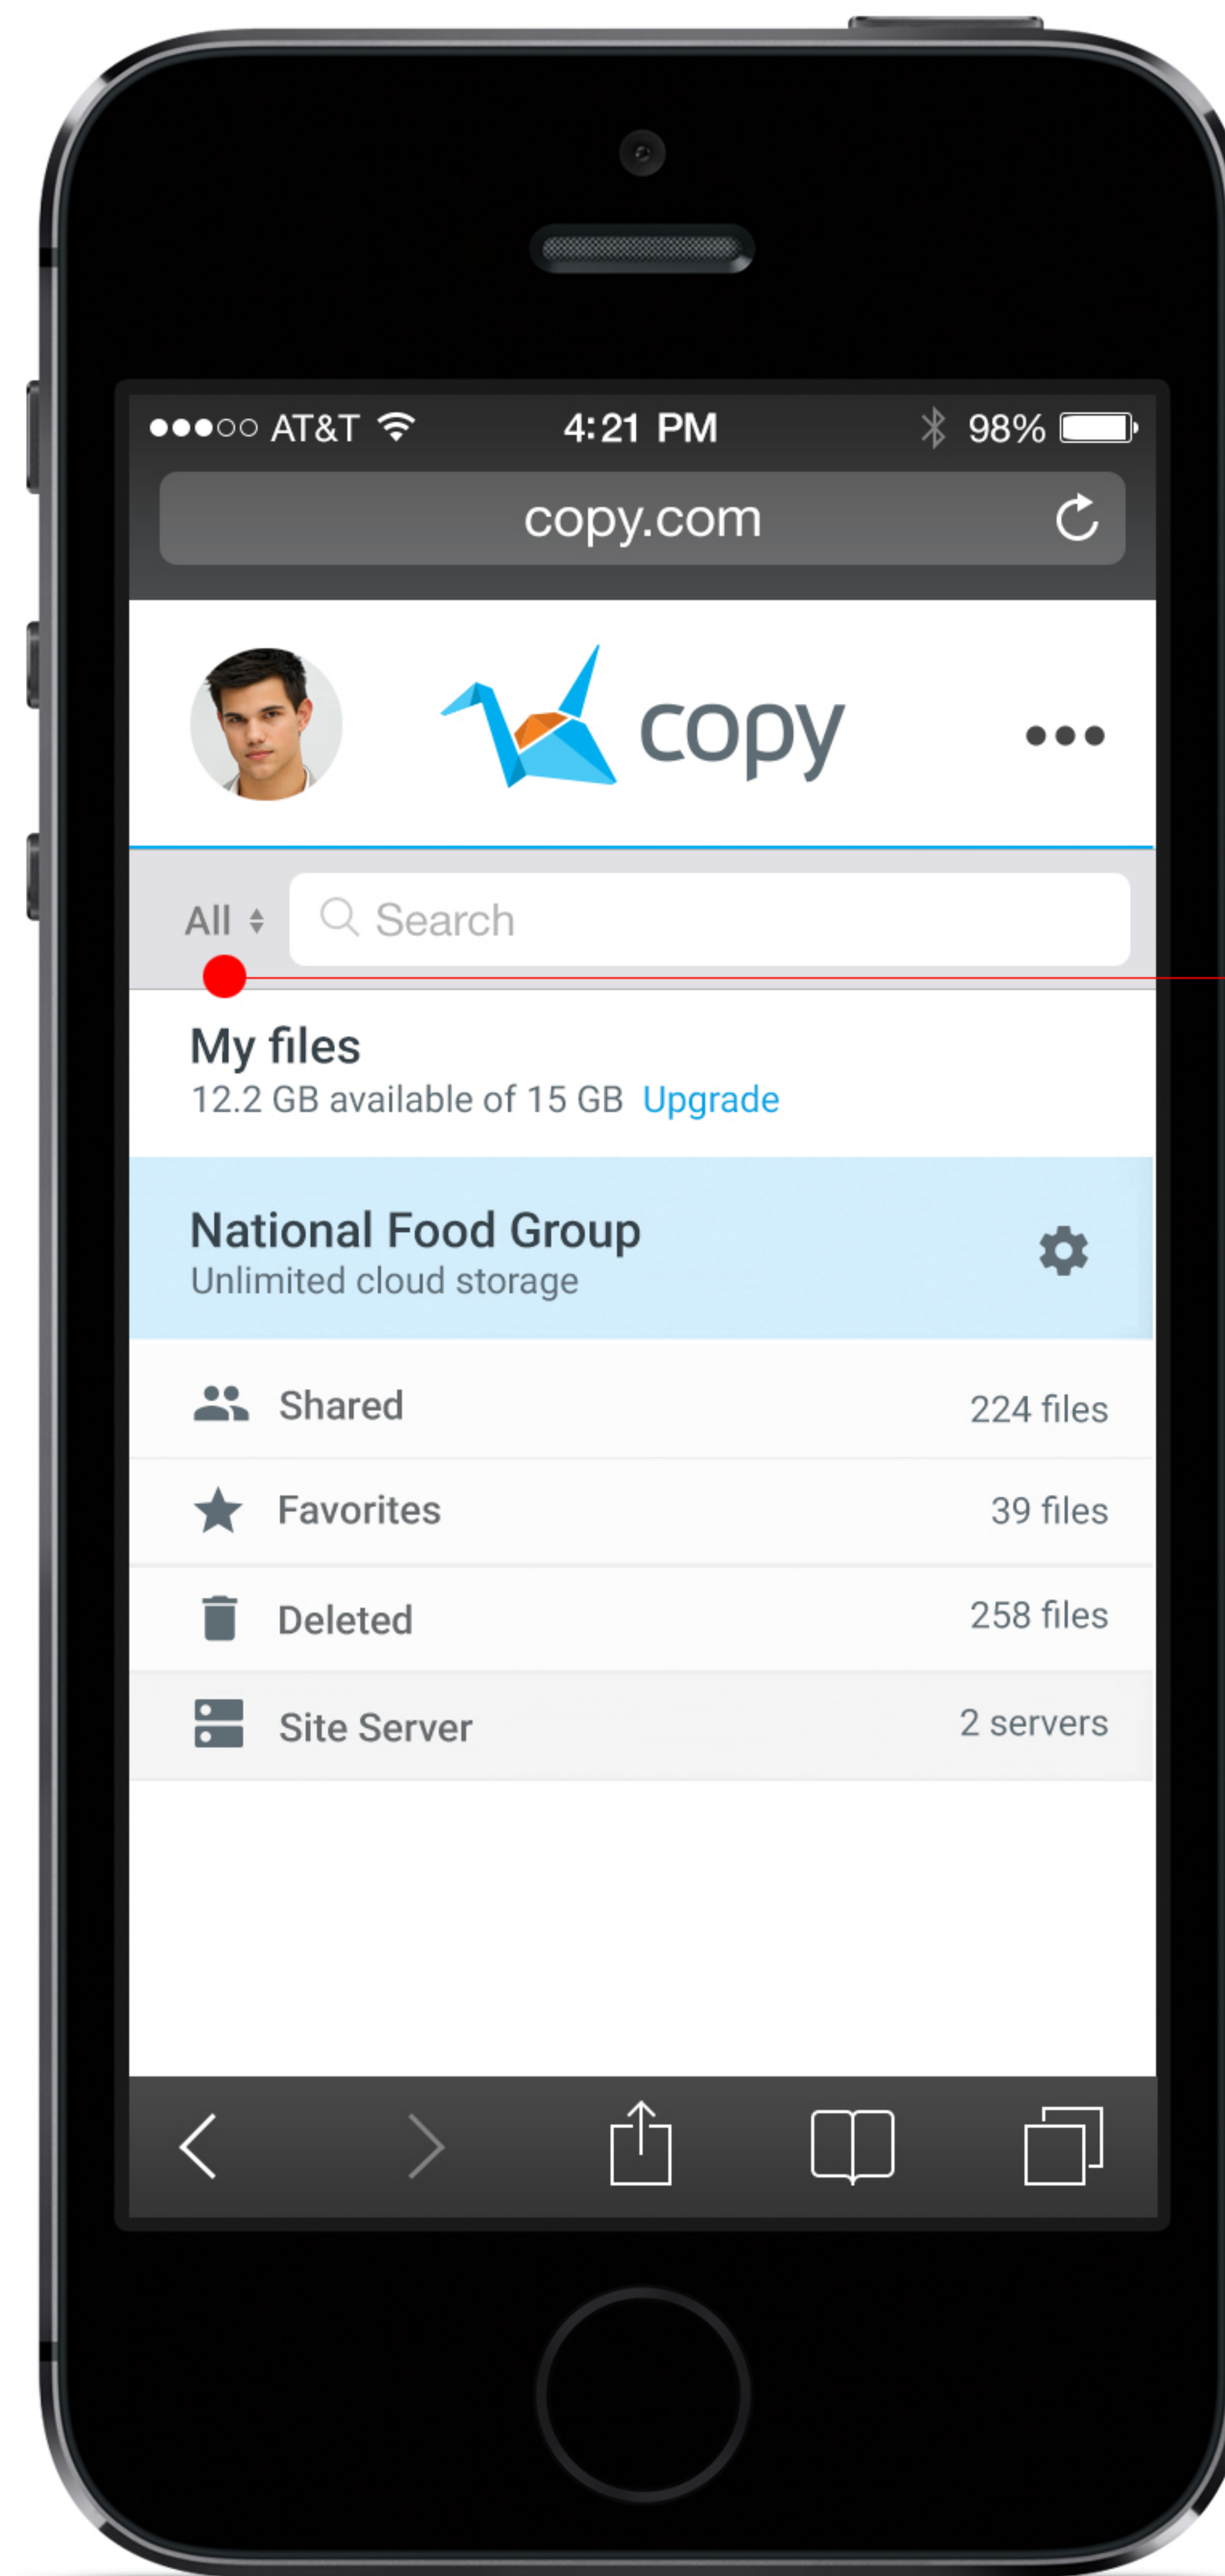 AT&T 4:21 PM 98%
copy.com
copy
All Search
My files
12.2 GB available of 15 GB Upgrade
National Food Group
Unlimited cloud storage
Shared 224 files
Favorites 39 files
Deleted 258 files
Site Server 2 servers